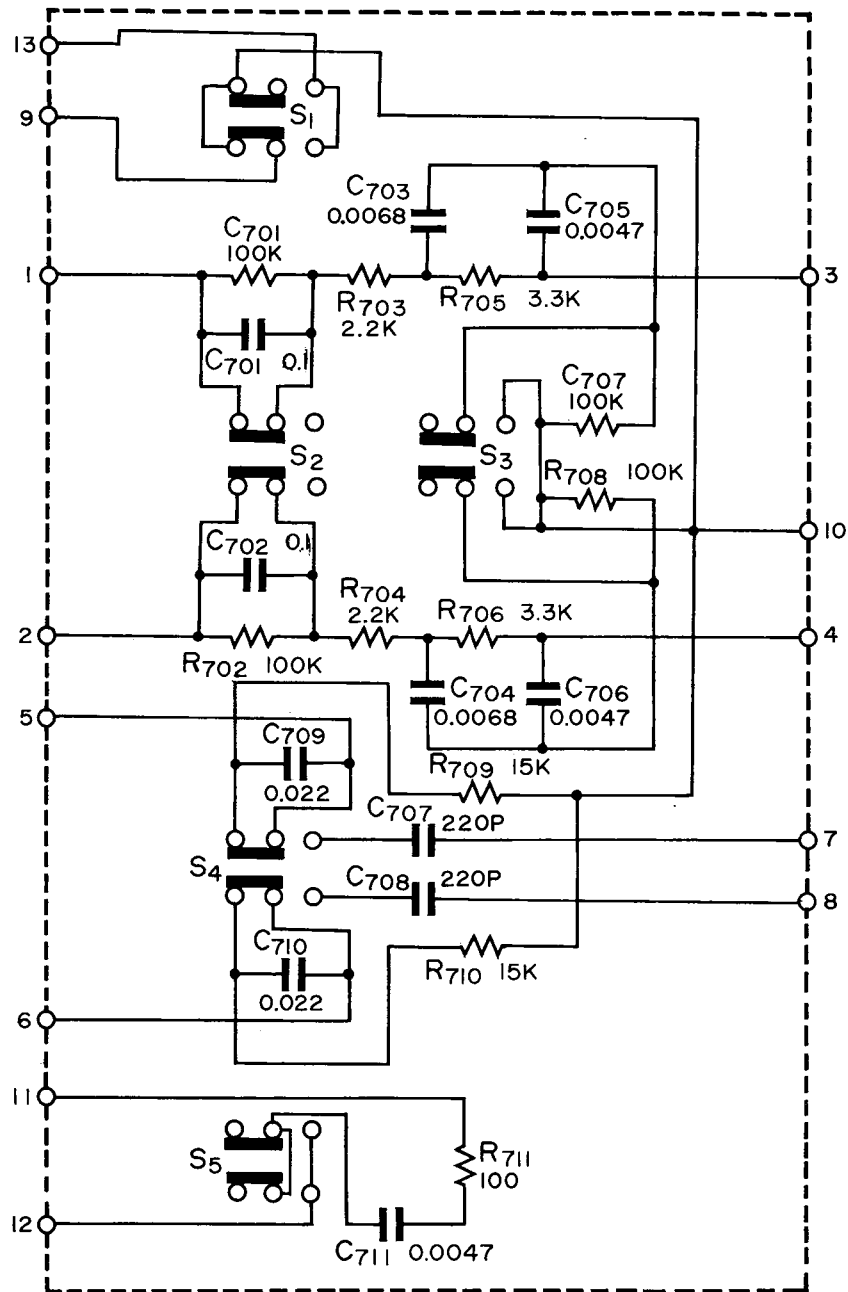 13
S1
9
C703
0.0068
C705
0.0047
C701
100K
1
R703
2.2K
R705 3.3K
3
C701 0.1
C707
100K
S2
S3
R708 100K
C702 0.1
10
R704
2.2K
R706 3.3K
2
4
R702 100K
C704
0.0068
C706
0.0047
5
C709
0.022
R709 15K
C707 220P
7
S4
C708 220P
8
C710
0.022
R710 15K
6
11
S5
R711
100
12
C711 0.0047